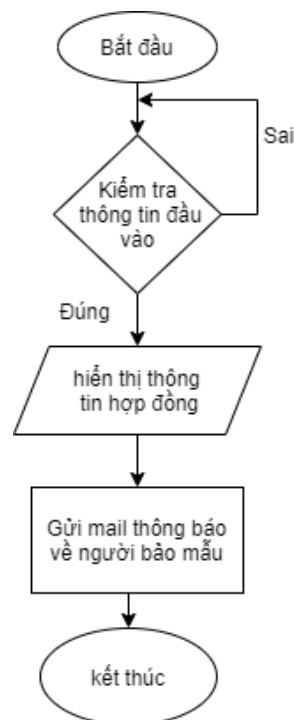 Bắt đầu
Sai
Kiểm tra
thông tin đầu
vào
Đúng
hiển thị thông
tin hợp đồng
Gửi mail thông báo
về người bảo mẫu
kết thúc